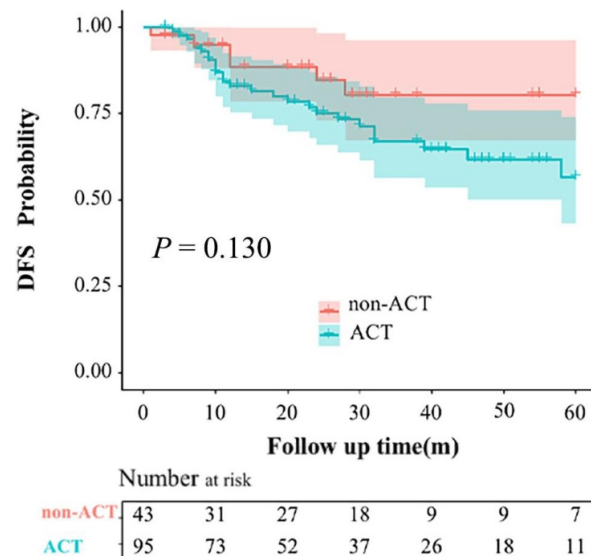 1.00
0.75
0.50
0.25
0.00
DFS Probability
P = 0.130
non-ACT
ACT
0 10 20 30 40 50 60
Follow up time(m)
Number at risk
non-ACT 43 31 27 18 9 9 7
ACT 95 73 52 37 26 18 11